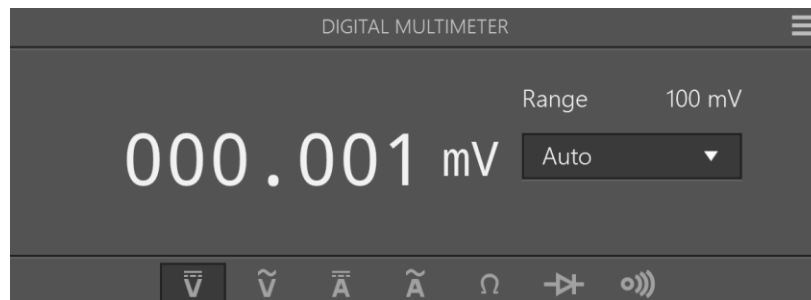 DIGITAL MULTIMETER
Range 100 mV
000.001 mV
Auto
V V A A Ω